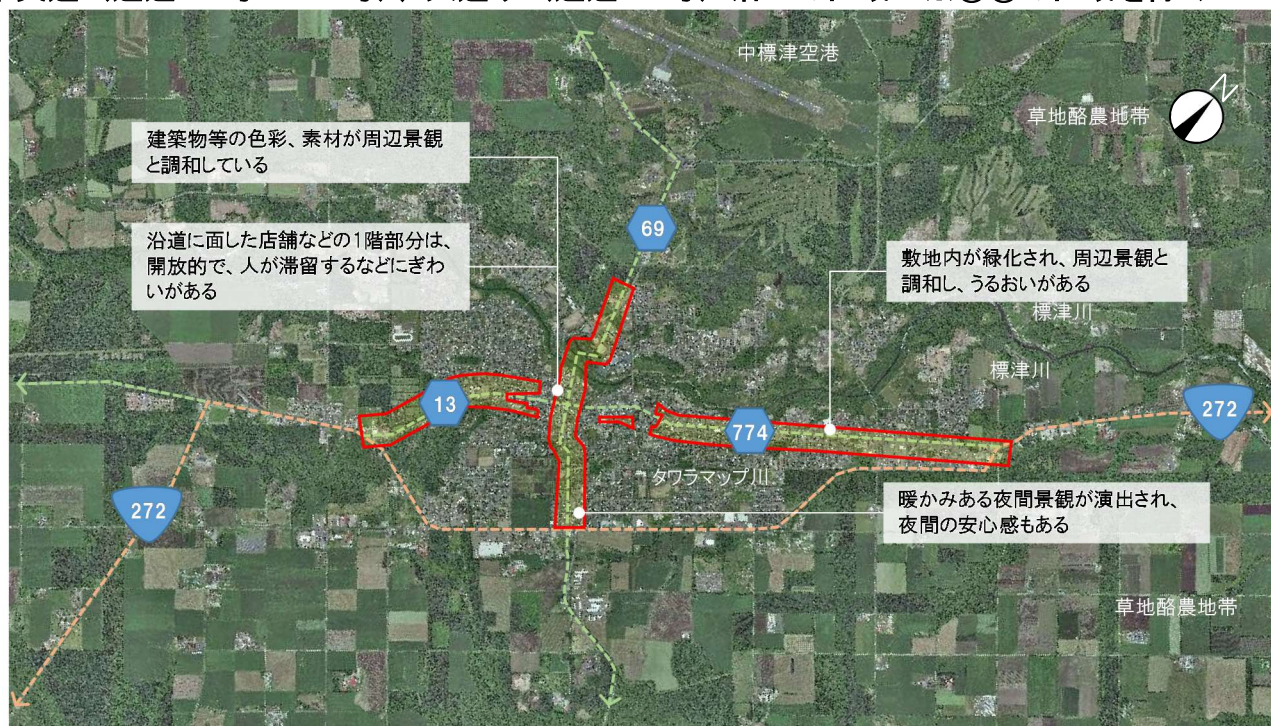 中標津空港
N
草地酪農地帯
建築物等の色彩、素材が周辺景観
と調和している
69
沿道に面した店舗などの1階部分は、
開放的で、人が滞留するなどにぎわ
いがある
敷地内が緑化され、周辺景観と
調和し、うるおいがある
標津川
標津川
13
272
774
タワラマップ川
272
暖かみある夜間景観が演出され、
夜間の安心感もある
草地酪農地帯